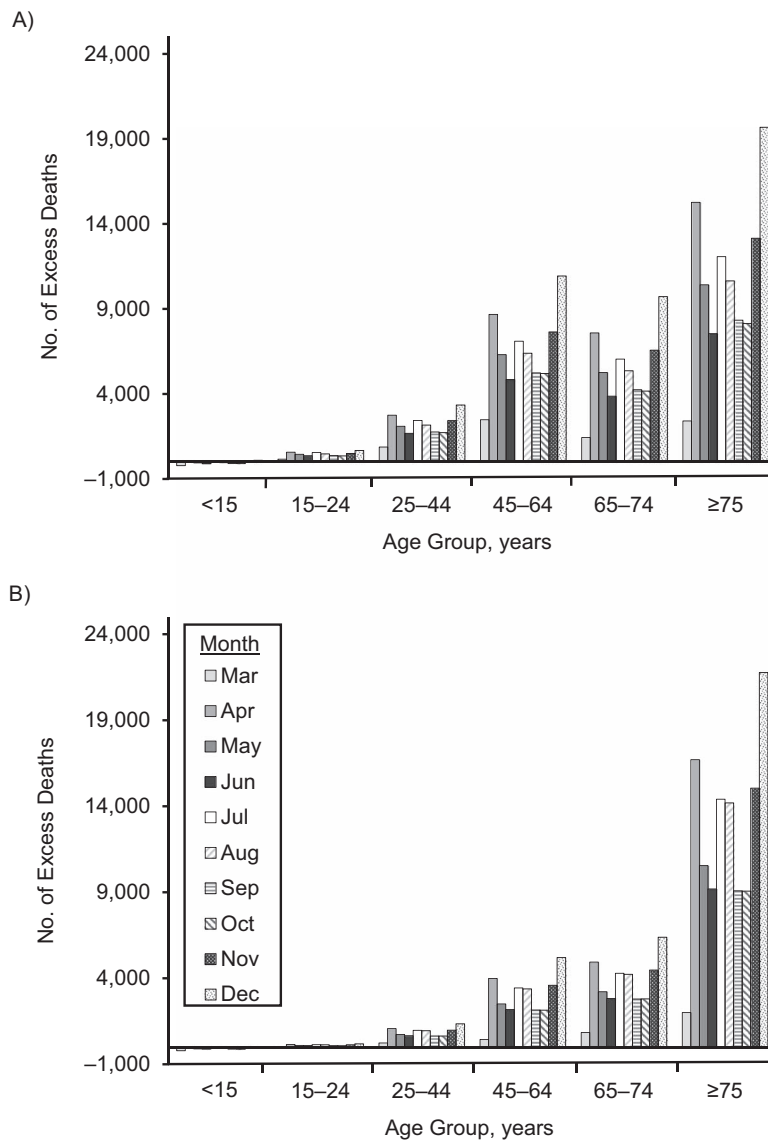 A)
24,000
19,000
14,000
9,000
4,000
–1,000
No. of Excess Deaths
<15 15–24 25–44 45–64 65–74 ≥75
Age Group, years
B)
24,000
19,000
14,000
9,000
4,000
–1,000
No. of Excess Deaths
Month
Mar
Apr
May
Jun
Jul
Aug
Sep
Oct
Nov
Dec
<15 15–24 25–44 45–64 65–74 ≥75
Age Group, years